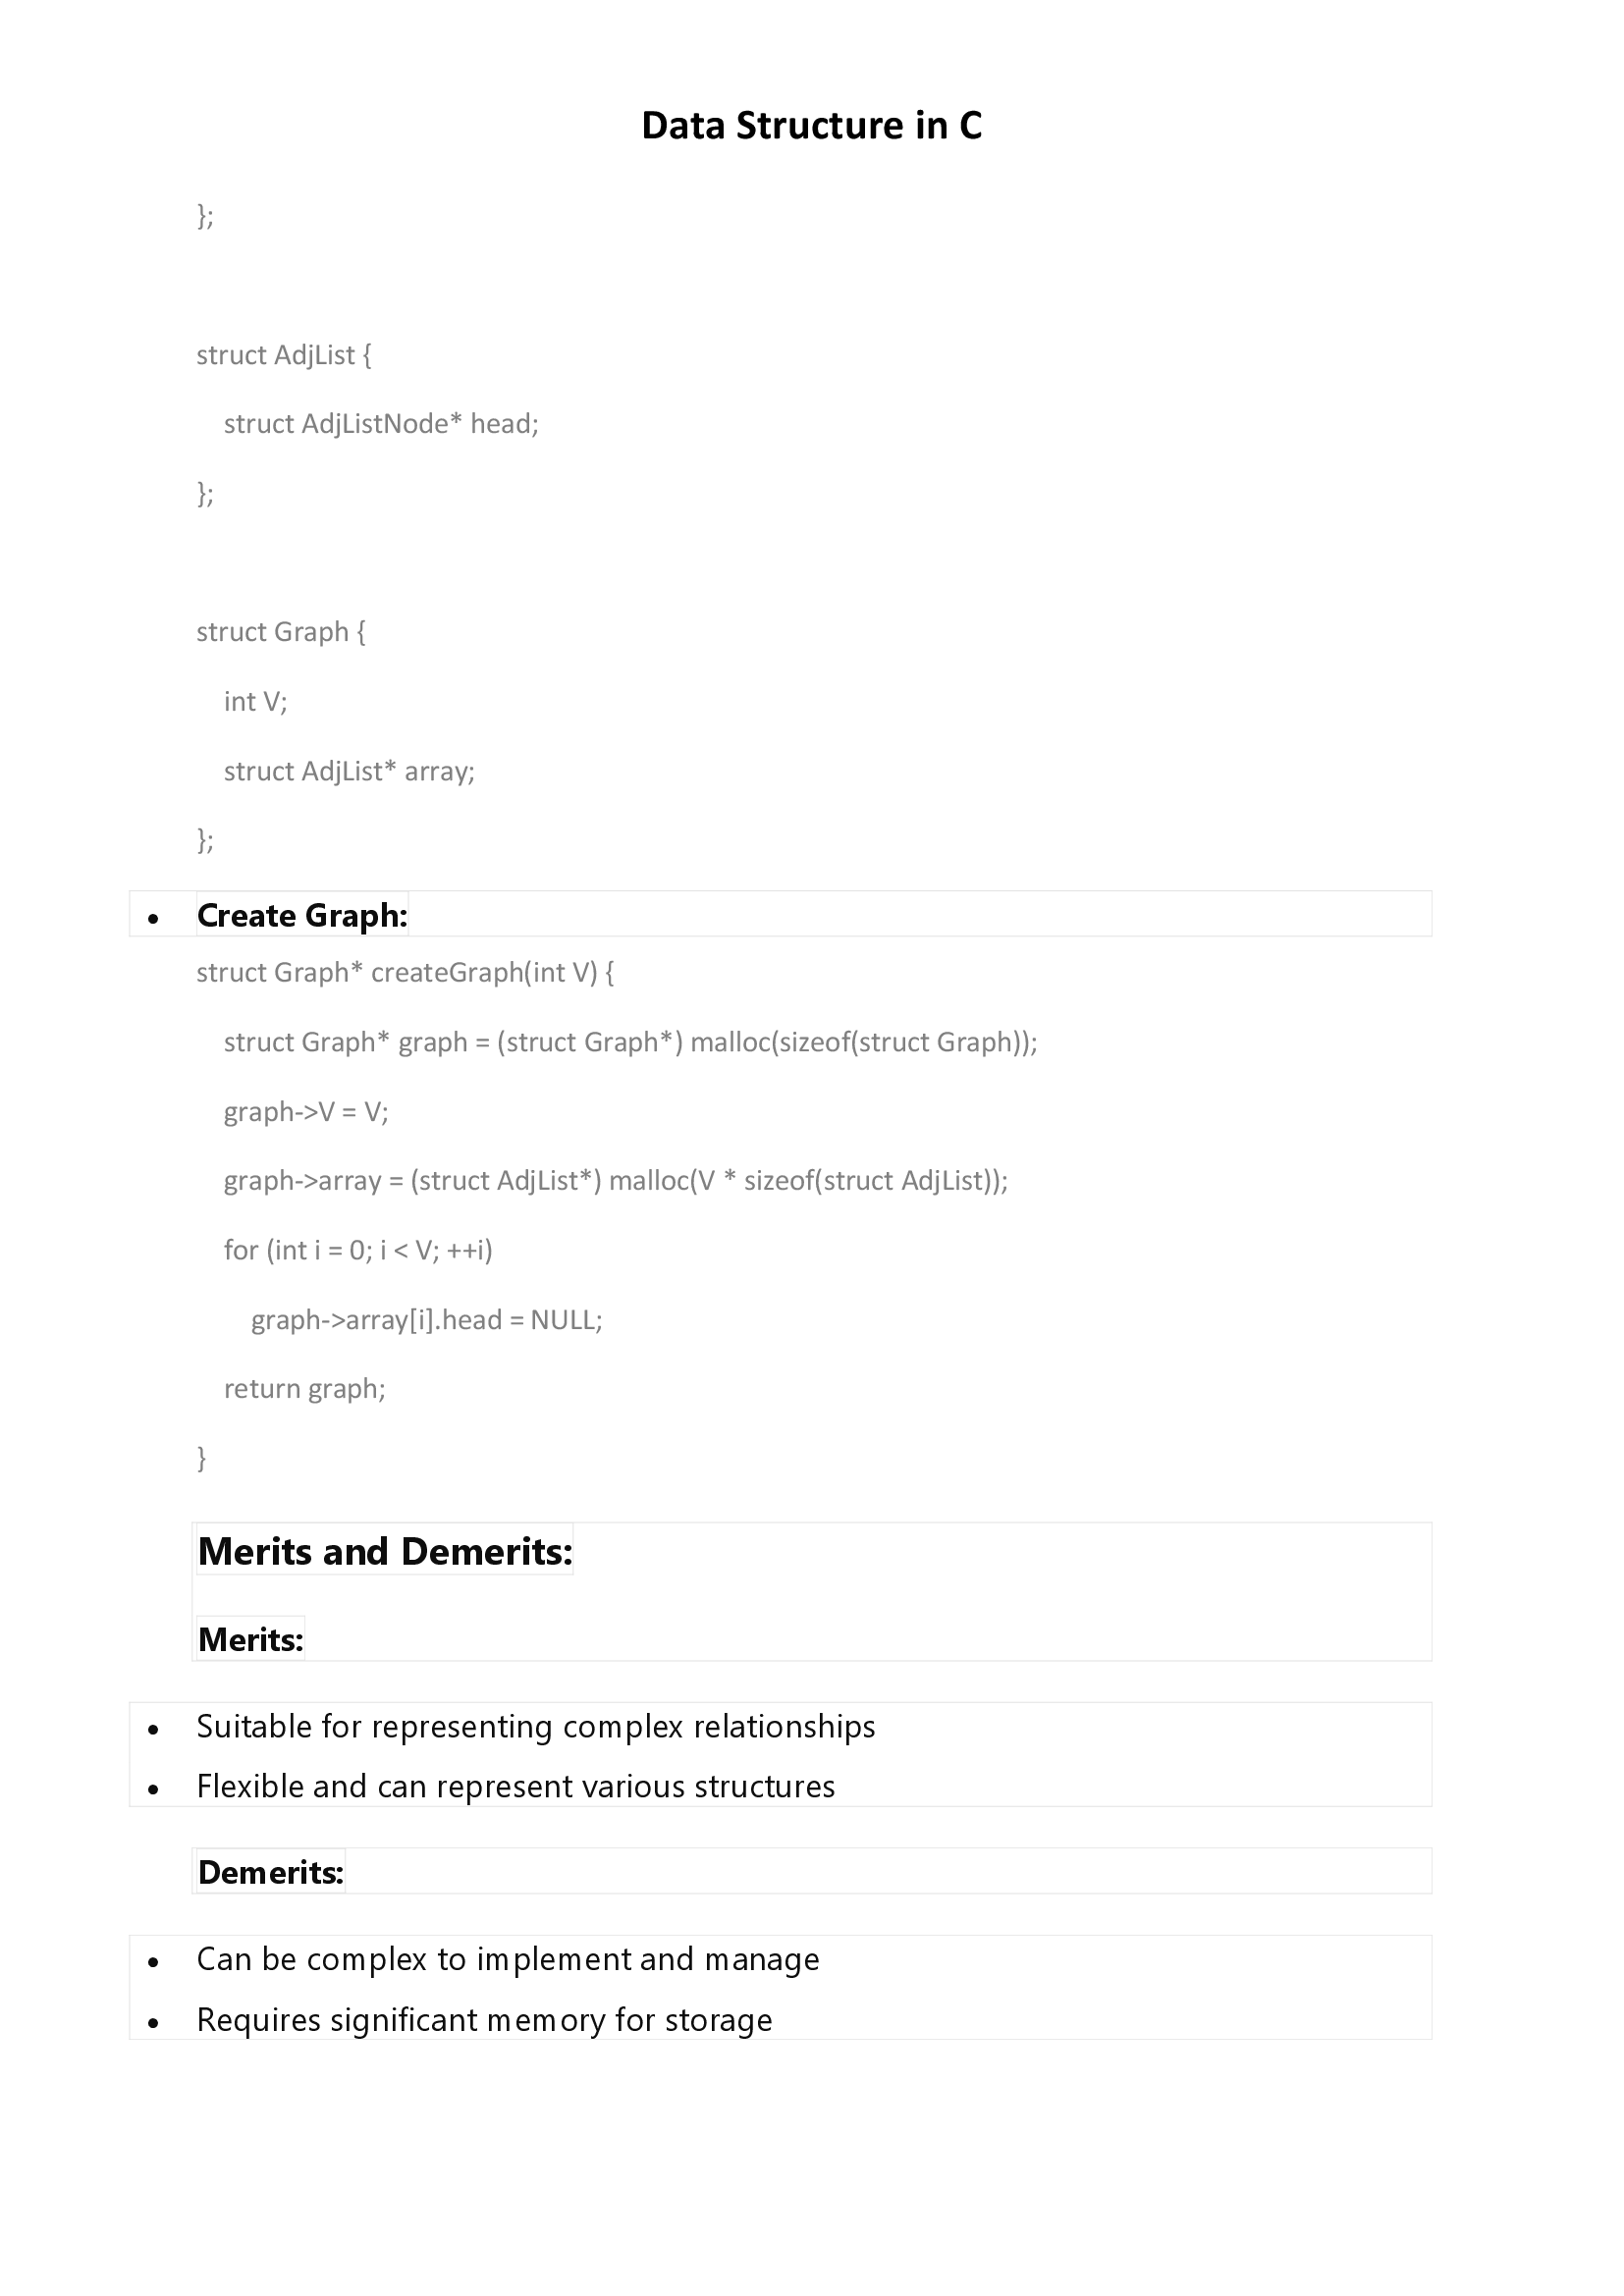 Data Structure in C
};
struct AdjList {
struct AdjListNode* head;
};
struct Graph {
int V;
struct AdjList* array;
};
• Create Graph:
struct Graph* createGraph(int V) {
struct Graph* graph = (struct Graph*) malloc(sizeof(struct Graph));
graph->V = V;
graph->array = (struct AdjList*) malloc(V * sizeof(struct AdjList));
for (int i = 0; i < V; ++i)
graph->array[i].head = NULL;
return graph;
}
Merits and Demerits:
Merits:
• Suitable for representing complex relationships
• Flexible and can represent various structures
Demerits:
• Can be complex to implement and manage
• Requires significant memory for storage